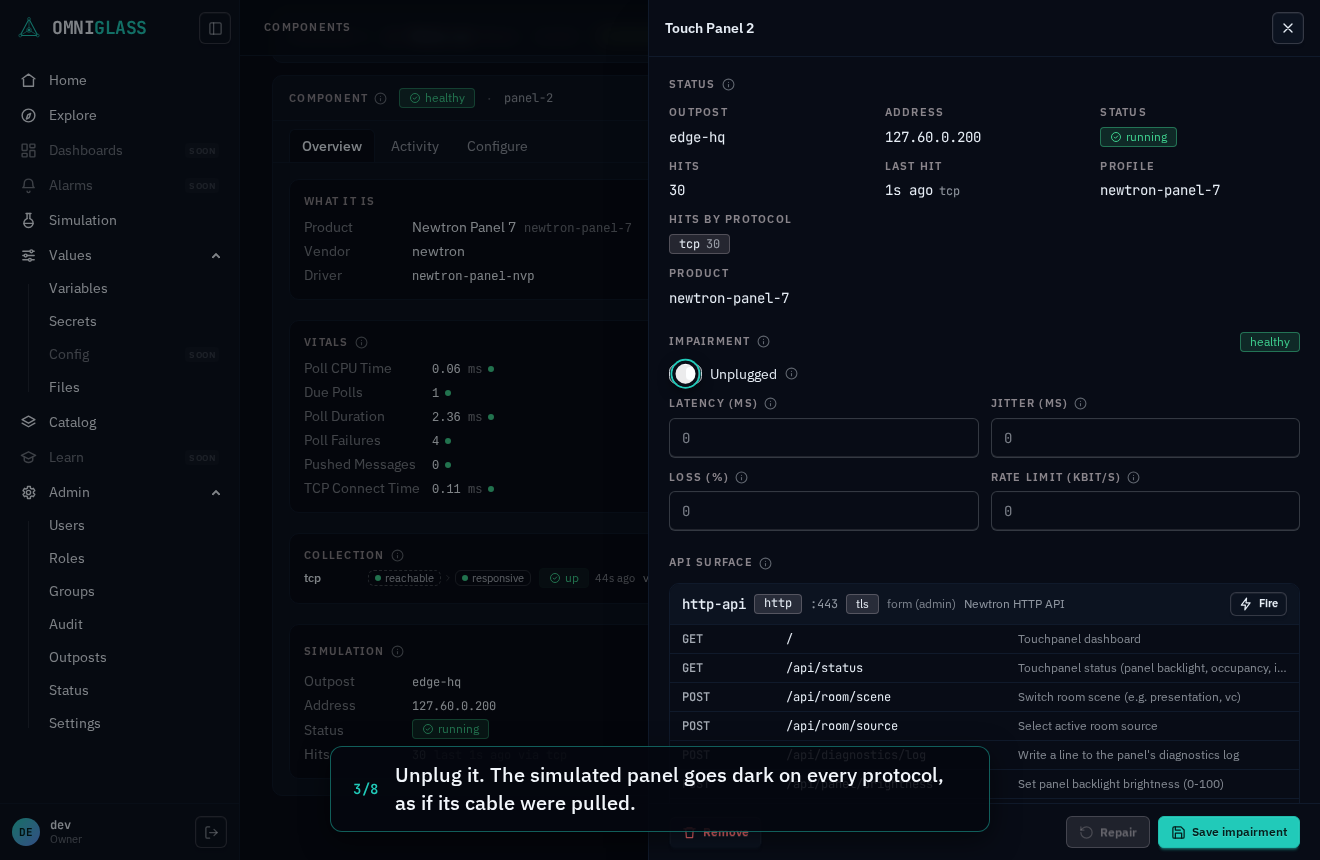 OMNIGLASS
COMPONENTS
Home
Explore
Dashboards SOON
Alarms SOON
Simulation
Values
Variables
Secrets
Config SOON
Files
Catalog
Learn SOON
Admin
Users
Roles
Groups
Audit
Outposts
Status
Settings
DE dev
Owner
COMPONENT healthy · panel-2
Overview Activity Configure
WHAT IT IS
Product Newtron Panel 7 newtron-panel-7
Vendor newtron
Driver newtron-panel-nvp
VITALS
Poll CPU Time 0.06 ms
Due Polls 1
Poll Duration 2.36 ms
Poll Failures 4
Pushed Messages 0
TCP Connect Time 0.11 ms
COLLECTION
tcp reachable › responsive up 44s ago
SIMULATION
Outpost edge-hq
Address 127.60.0.200
Status running
Hits 30
Touch Panel 2
STATUS
OUTPOST ADDRESS STATUS
edge-hq 127.60.0.200 running
HITS LAST HIT PROFILE
30 1s ago tcp newtron-panel-7
HITS BY PROTOCOL
tcp 30
PRODUCT
newtron-panel-7
IMPAIRMENT healthy
Unplugged
LATENCY (MS) JITTER (MS)
0 0
LOSS (%) RATE LIMIT (KBIT/S)
0 0
API SURFACE
http-api http :443 tls form (admin) Newtron HTTP API Fire
GET / Touchpanel dashboard
GET /api/status Touchpanel status (panel backlight, occupancy, i...
POST /api/room/scene Switch room scene (e.g. presentation, vc)
POST /api/room/source Select active room source
POST /api/diagnostics/log Write a line to the panel's diagnostics log
POST /api/panel/brightness Set panel backlight brightness (0-100)
3/8 Unplug it. The simulated panel goes dark on every protocol,
as if its cable were pulled.
Remove Repair Save impairment